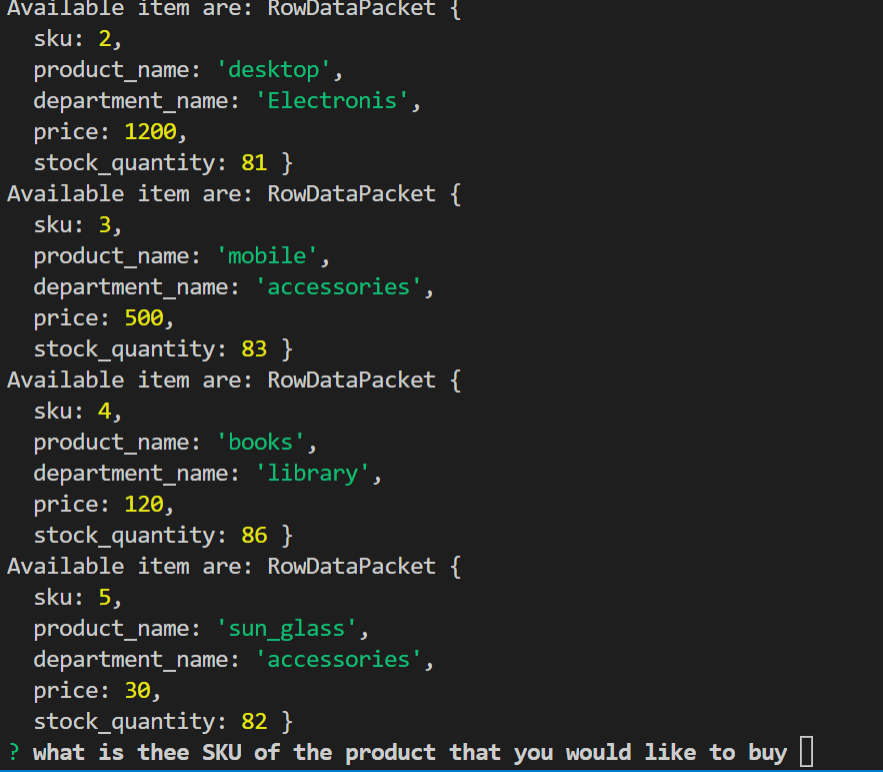 Available item are: RowDataPacket {
sku: 2,
product_name: 'desktop',
department_name: 'Electronis',
price: 1200,
stock_quantity: 81 }
Available item are: RowDataPacket {
sku: 3,
product_name: 'mobile',
department_name: 'accessories',
price: 500,
stock_quantity: 83 }
Available item are: RowDataPacket {
sku: 4,
product_name: 'books',
department_name: 'library',
price: 120,
stock_quantity: 86 }
Available item are: RowDataPacket {
sku: 5,
product_name: 'sun_glass',
department_name: 'accessories',
price: 30,
stock_quantity: 82 }
? what is thee SKU of the product that you would like to buy